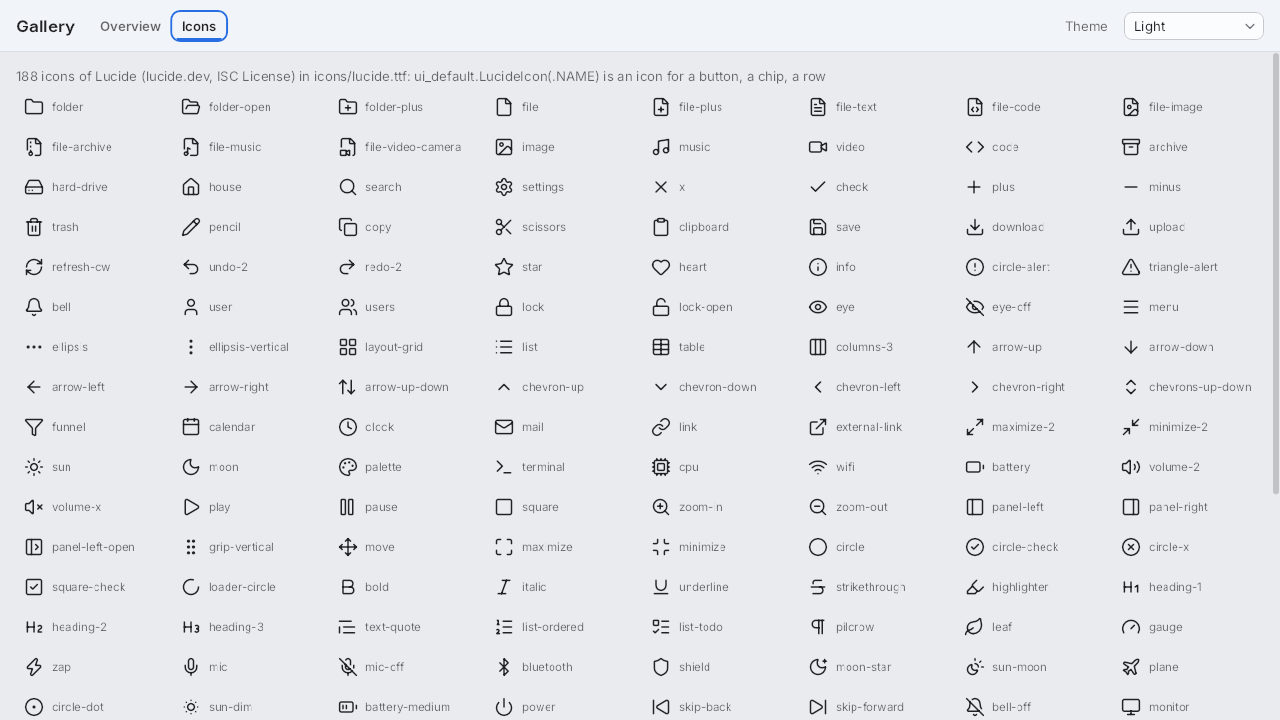 Gallery Overview Icons Theme Light
188 icons of Lucide (lucide.dev, ISC License) in icons/lucide.ttf: ui_default.LucideIcon(.NAME) is an icon for a button, a chip, a row
folder folder-open folder-plus file file-plus file-text file-code file-image
file-archive file-music file-video-camera image music video code archive
hard-drive house search settings x check plus minus
trash pencil copy scissors clipboard save download upload
refresh-cw undo-2 redo-2 star heart info circle-alert triangle-alert
bell user users lock lock-open eye eye-off menu
ellipsis ellipsis-vertical layout-grid list table columns-3 arrow-up arrow-down
arrow-left arrow-right arrow-up-down chevron-up chevron-down chevron-left chevron-right chevrons-up-down
funnel calendar clock mail link external-link maximize-2 minimize-2
sun moon palette terminal cpu wifi battery volume-2
volume-x play pause square zoom-in zoom-out panel-left panel-right
panel-left-open grip-vertical move maximize minimize circle circle-check circle-x
square-check loader-circle bold italic underline strikethrough highlighter heading-1
heading-2 heading-3 text-quote list-ordered list-todo pilcrow leaf gauge
zap mic mic-off bluetooth shield moon-star sun-moon plane
circle-dot sun-dim battery-medium power skip-back skip-forward bell-off monitor